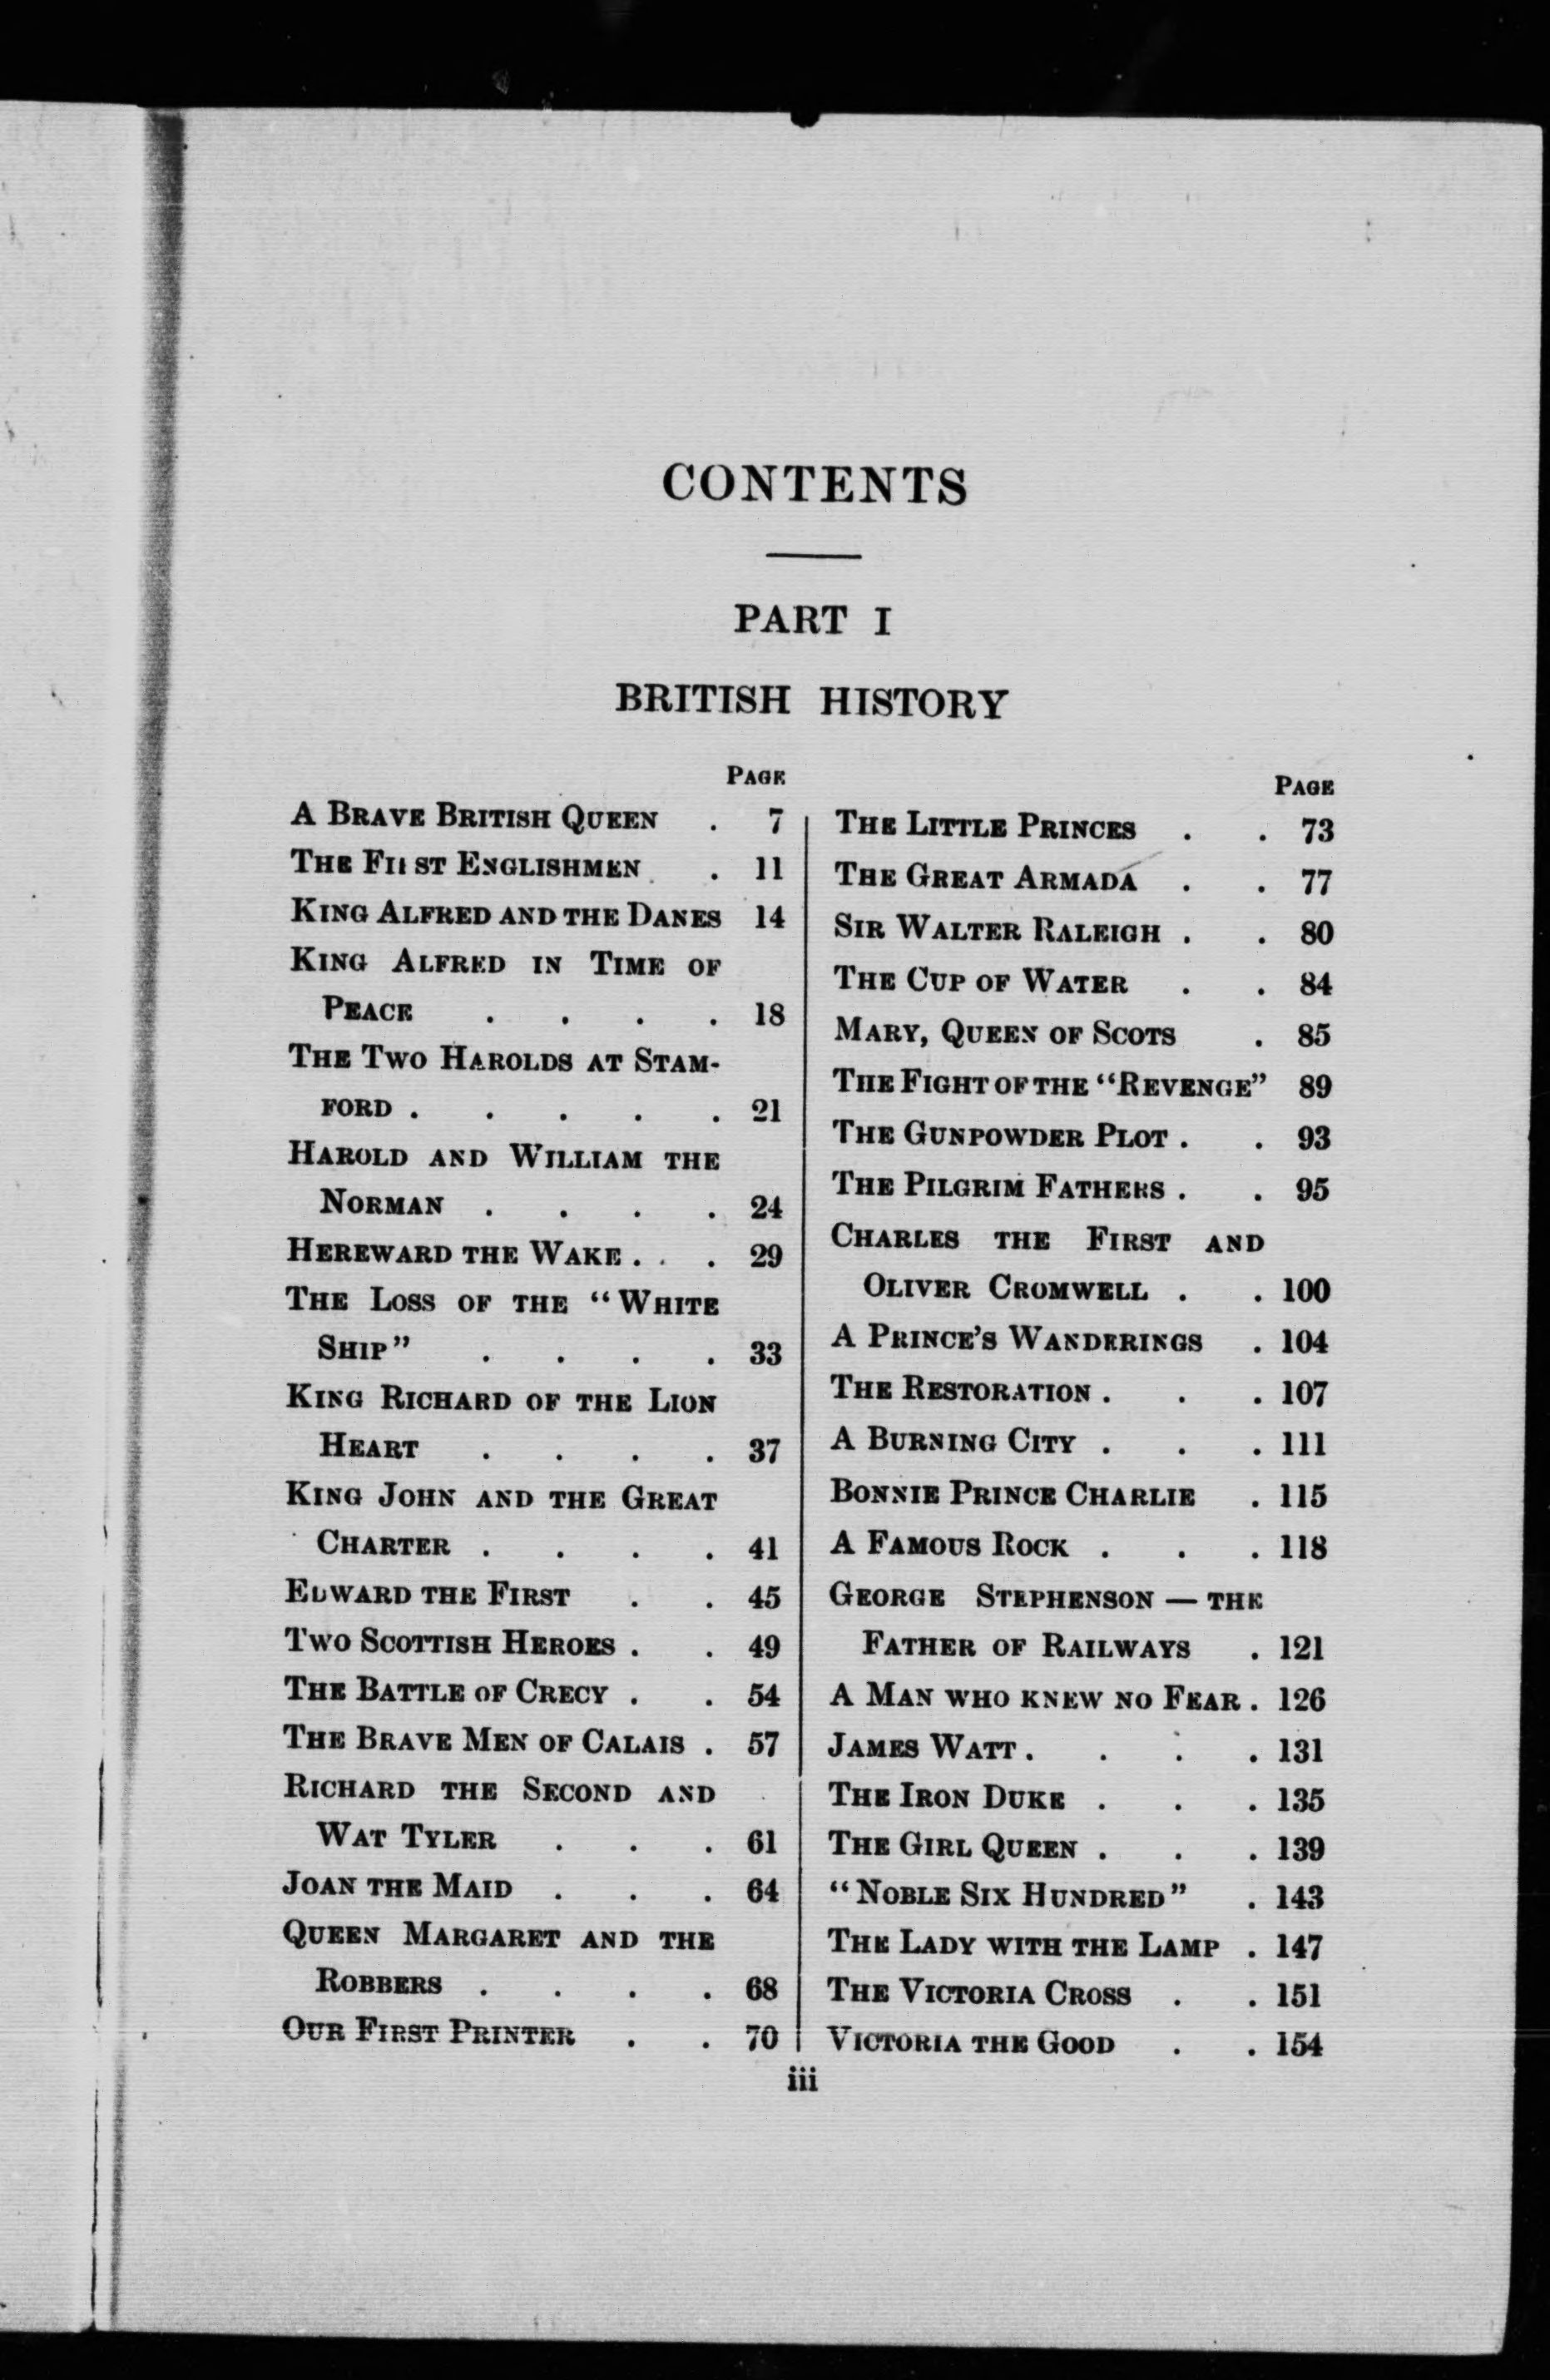 CONTENTS
PART I
BRITISH HISTORY
PAGE
A BRAVE BRITISH QUEEN . 7
THE FIRST ENGLISHMEN . 11
KING ALFRED AND THE DANES 14
KING ALFRED IN TIME OF
PEACE . . . . 18
THE TWO HAROLDS AT STAM-
FORD . . . . . 21
HAROLD AND WILLIAM THE
NORMAN . . . . 24
HEREWARD THE WAKE . . . 29
THE LOSS OF THE "WHITE
SHIP" . . . . 33
KING RICHARD OF THE LION
HEART . . . . 37
KING JOHN AND THE GREAT
CHARTER . . . . 41
EDWARD THE FIRST . . 45
TWO SCOTTISH HEROES . . 49
THE BATTLE OF CRECY . . 54
THE BRAVE MEN OF CALAIS . 57
RICHARD THE SECOND AND
WAT TYLER . . . 61
JOAN THE MAID . . . 64
QUEEN MARGARET AND THE
ROBBERS . . . . 68
OUR FIRST PRINTER . . 70
PAGE
THE LITTLE PRINCES . . 73
THE GREAT ARMADA . . 77
SIR WALTER RALEIGH . . 80
THE CUP OF WATER . . 84
MARY, QUEEN OF SCOTS . 85
THE FIGHT OF THE "REVENGE" 89
THE GUNPOWDER PLOT . . 93
THE PILGRIM FATHERS . . 95
CHARLES THE FIRST AND
OLIVER CROMWELL . . 100
A PRINCE'S WANDERINGS . 104
THE RESTORATION . . . 107
A BURNING CITY . . . 111
BONNIE PRINCE CHARLIE . 115
A FAMOUS ROCK . . . 118
GEORGE STEPHENSON — THE
FATHER OF RAILWAYS . 121
A MAN WHO KNEW NO FEAR . 126
JAMES WATT . . . . 131
THE IRON DUKE . . . 135
THE GIRL QUEEN . . . 139
"NOBLE SIX HUNDRED" . 143
THE LADY WITH THE LAMP . 147
THE VICTORIA CROSS . . 151
VICTORIA THE GOOD . . 154
iii